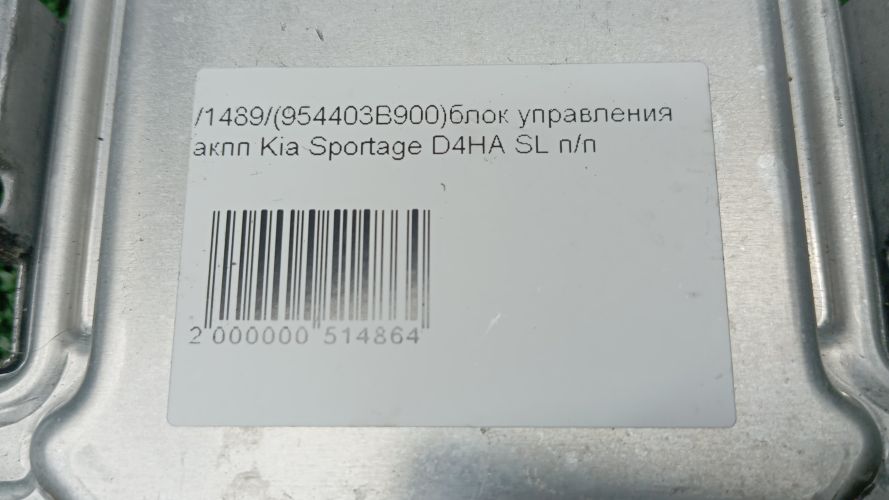 /1489/(954403B900)блок управления
акпп Kia Sportage D4HA SL п/п
2 000000 514864